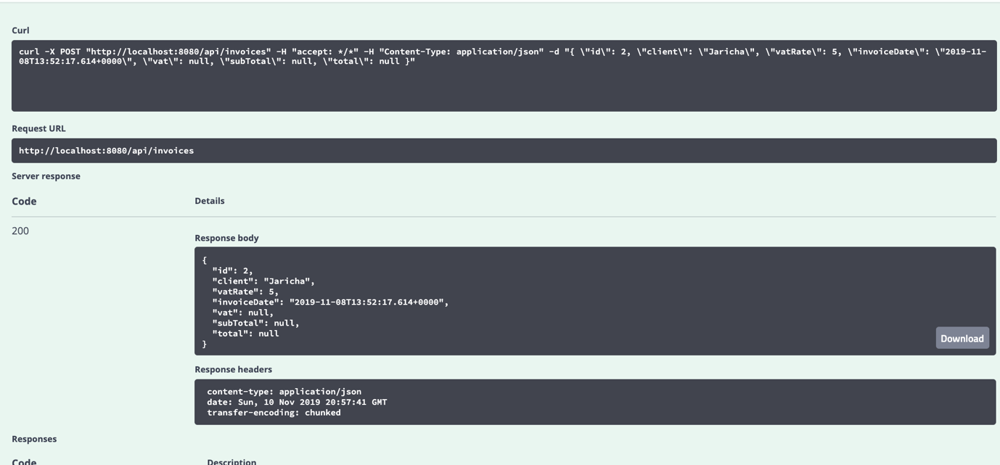 Curl
curl -X POST "http://localhost:8080/api/invoices" -H "accept: */*" -H "Content-Type: application/json" -d "{ \"id\": 2, \"client\": \"Jaricha\", \"vatRate\": 5, \"invoiceDate\": \"2019-11-
08T13:52:17.614+0000\", \"vat\": null, \"subTotal\": null, \"total\": null }"
Request URL
http://localhost:8080/api/invoices
Server response
Code Details
200
Response body
{
"id": 2,
"client": "Jaricha",
"vatRate": 5,
"invoiceDate": "2019-11-08T13:52:17.614+0000",
"vat": null,
"subTotal": null,
"total": null
}
Download
Response headers
content-type: application/json
date: Sun, 10 Nov 2019 20:57:41 GMT
transfer-encoding: chunked
Responses
Code Description